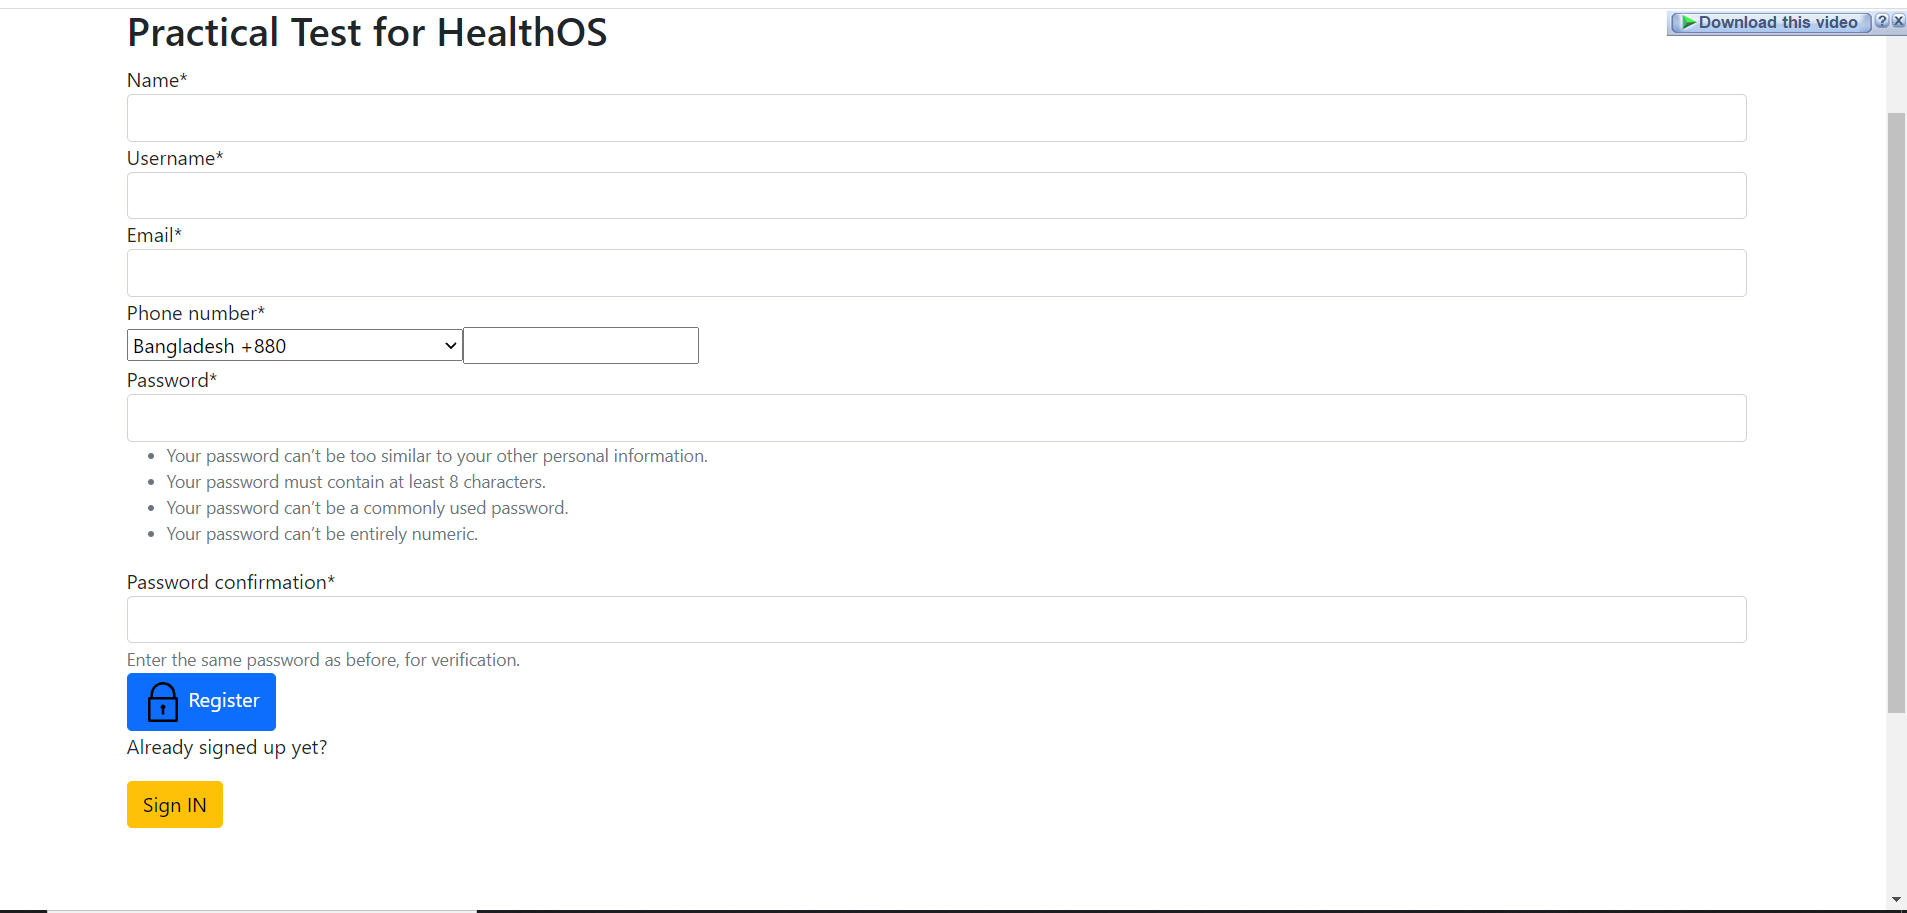 Practical Test for HealthOS
Download this video ? X
Name*
Username*
Email*
Phone number*
Bangladesh +880
Password*
• Your password can’t be too similar to your other personal information.
• Your password must contain at least 8 characters.
• Your password can’t be a commonly used password.
• Your password can’t be entirely numeric.
Password confirmation*
Enter the same password as before, for verification.
Register
Already signed up yet?
Sign IN